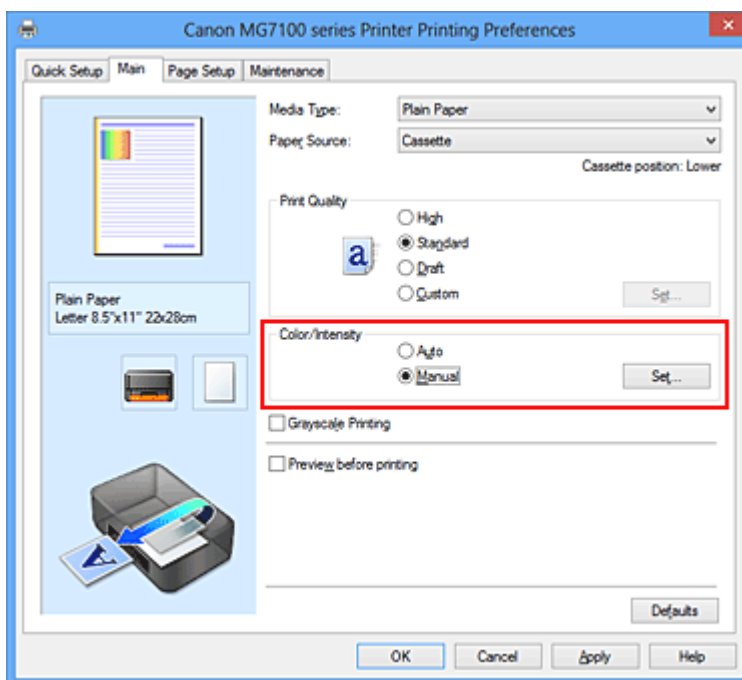 Canon MG7100 series Printer Printing Preferences
Quick Setup Main Page Setup Maintenance
Media Type: Plain Paper
Paper Source: Cassette
Cassette position: Lower
Print Quality
High
a Standard
Draft
Custom Set...
Plain Paper
Letter 8.5"x11" 22x28cm
Color/Intensity
Auto
Manual Set...
Grayscale Printing
Preview before printing
A
Defaults
OK Cancel Apply Help